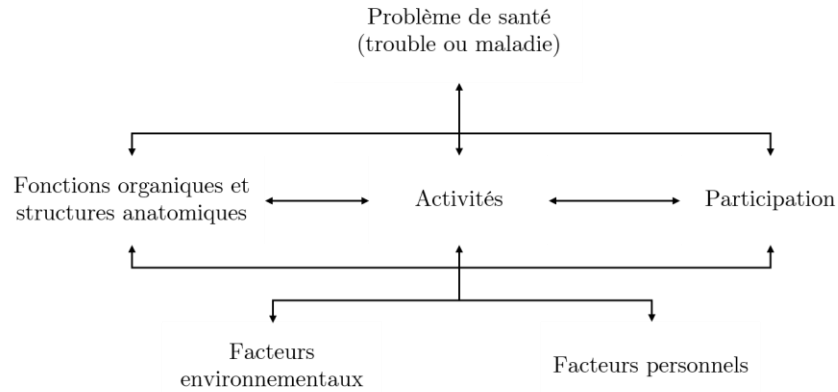 Problème de santé
(trouble ou maladie)
Fonctions organiques et
structures anatomiques
Activités
Participation
Facteurs
environnementaux
Facteurs personnels